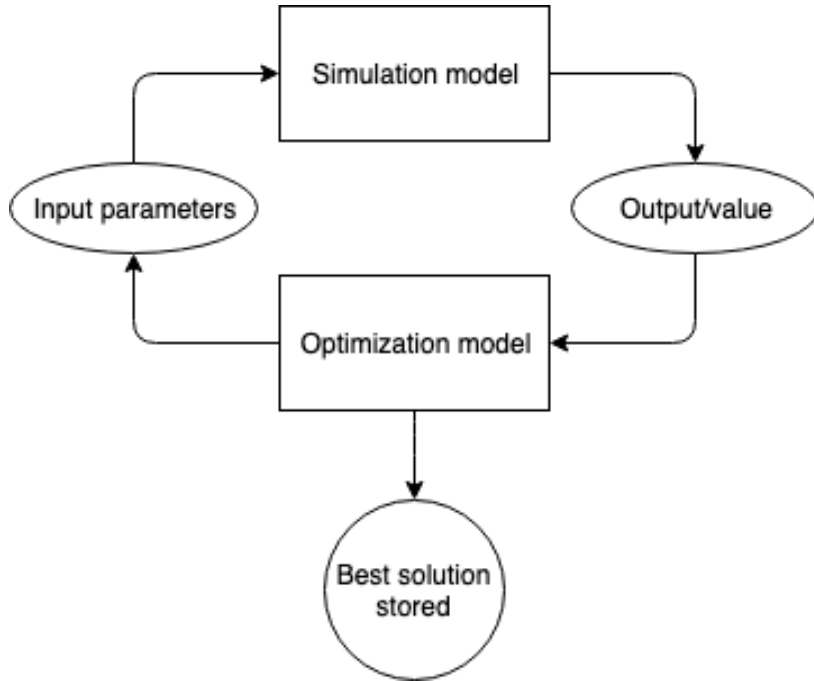 Simulation model
Input parameters
Output/value
Optimization model
Best solution
stored